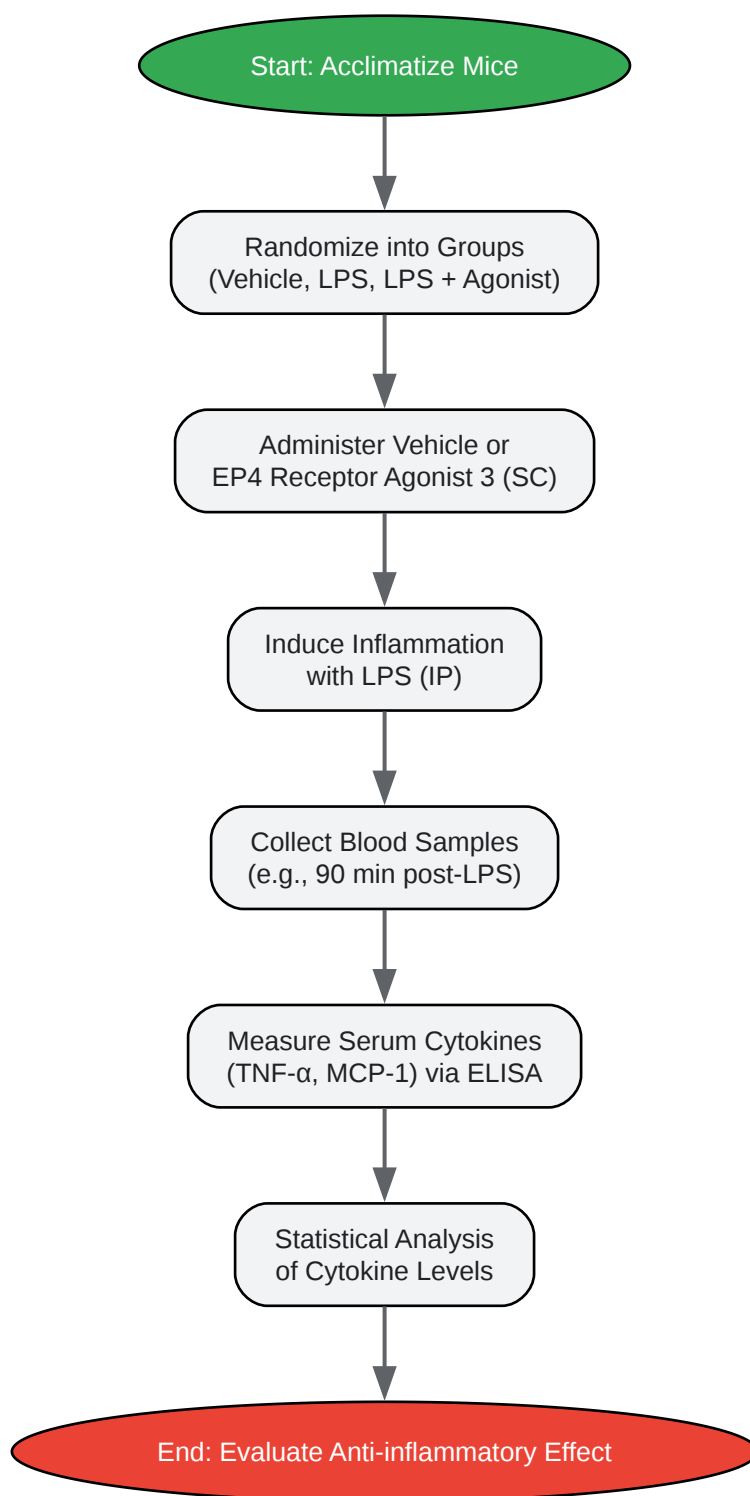 Start: Acclimatize Mice
Randomize into Groups
(Vehicle, LPS, LPS + Agonist)
Administer Vehicle or
EP4 Receptor Agonist 3 (SC)
Induce Inflammation
with LPS (IP)
Collect Blood Samples
(e.g., 90 min post-LPS)
Measure Serum Cytokines
(TNF-α, MCP-1) via ELISA
Statistical Analysis
of Cytokine Levels
End: Evaluate Anti-inflammatory Effect